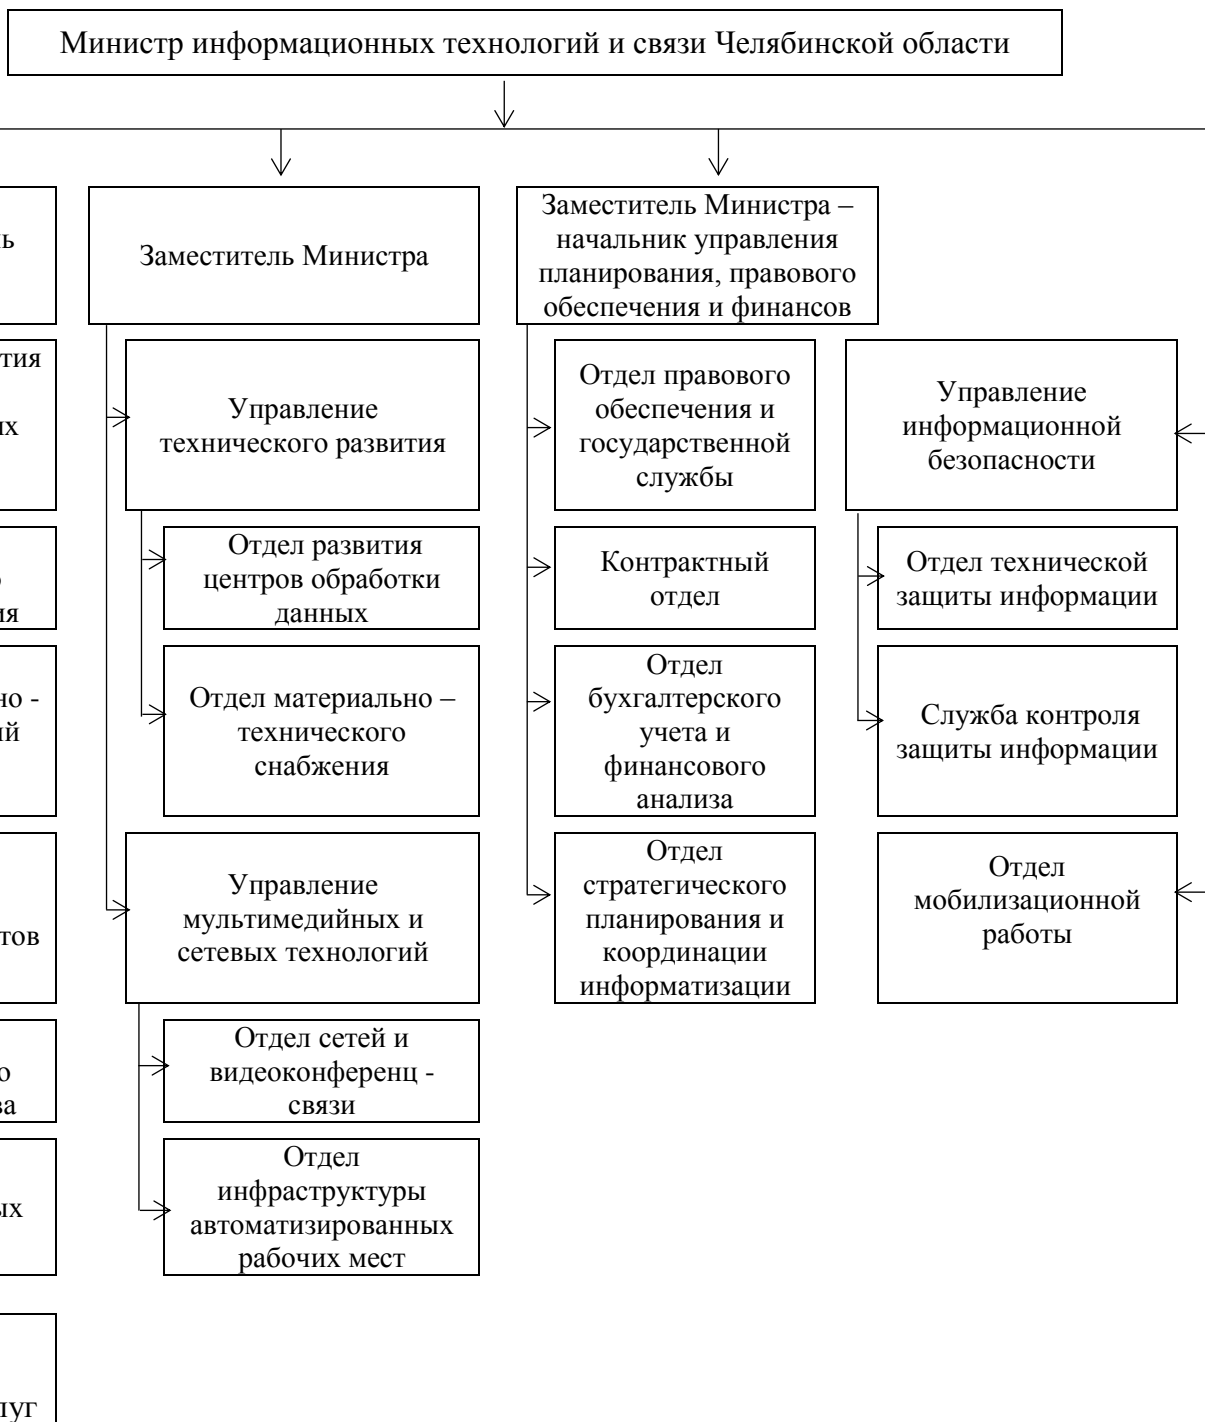 Министр информационных технологий и связи Челябинской области
Заместитель Министра
Заместитель Министра –
начальник управления
планирования, правового
обеспечения и финансов
Управление
технического развития
Отдел развития
центров обработки
данных
Отдел материально –
технического
снабжения
Управление
мультимедийных и
сетевых технологий
Отдел сетей и
видеоконференц -
связи
Отдел
инфраструктуры
автоматизированных
рабочих мест
Отдел правового
обеспечения и
государственной
службы
Контрактный
отдел
Отдел
бухгалтерского
учета и
финансового
анализа
Отдел
стратегического
планирования и
координации
информатизации
Управление
информационной
безопасности
Отдел технической
защиты информации
Служба контроля
защиты информации
Отдел
мобилизационной
работы